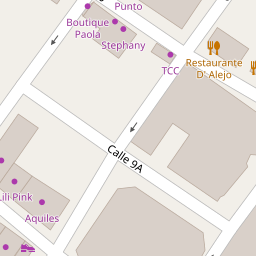 Punto
Boutique
Paola
Stephany
TCC
Restaurante
D' Alejo
Calle 9A
Lili Pink
Aquiles